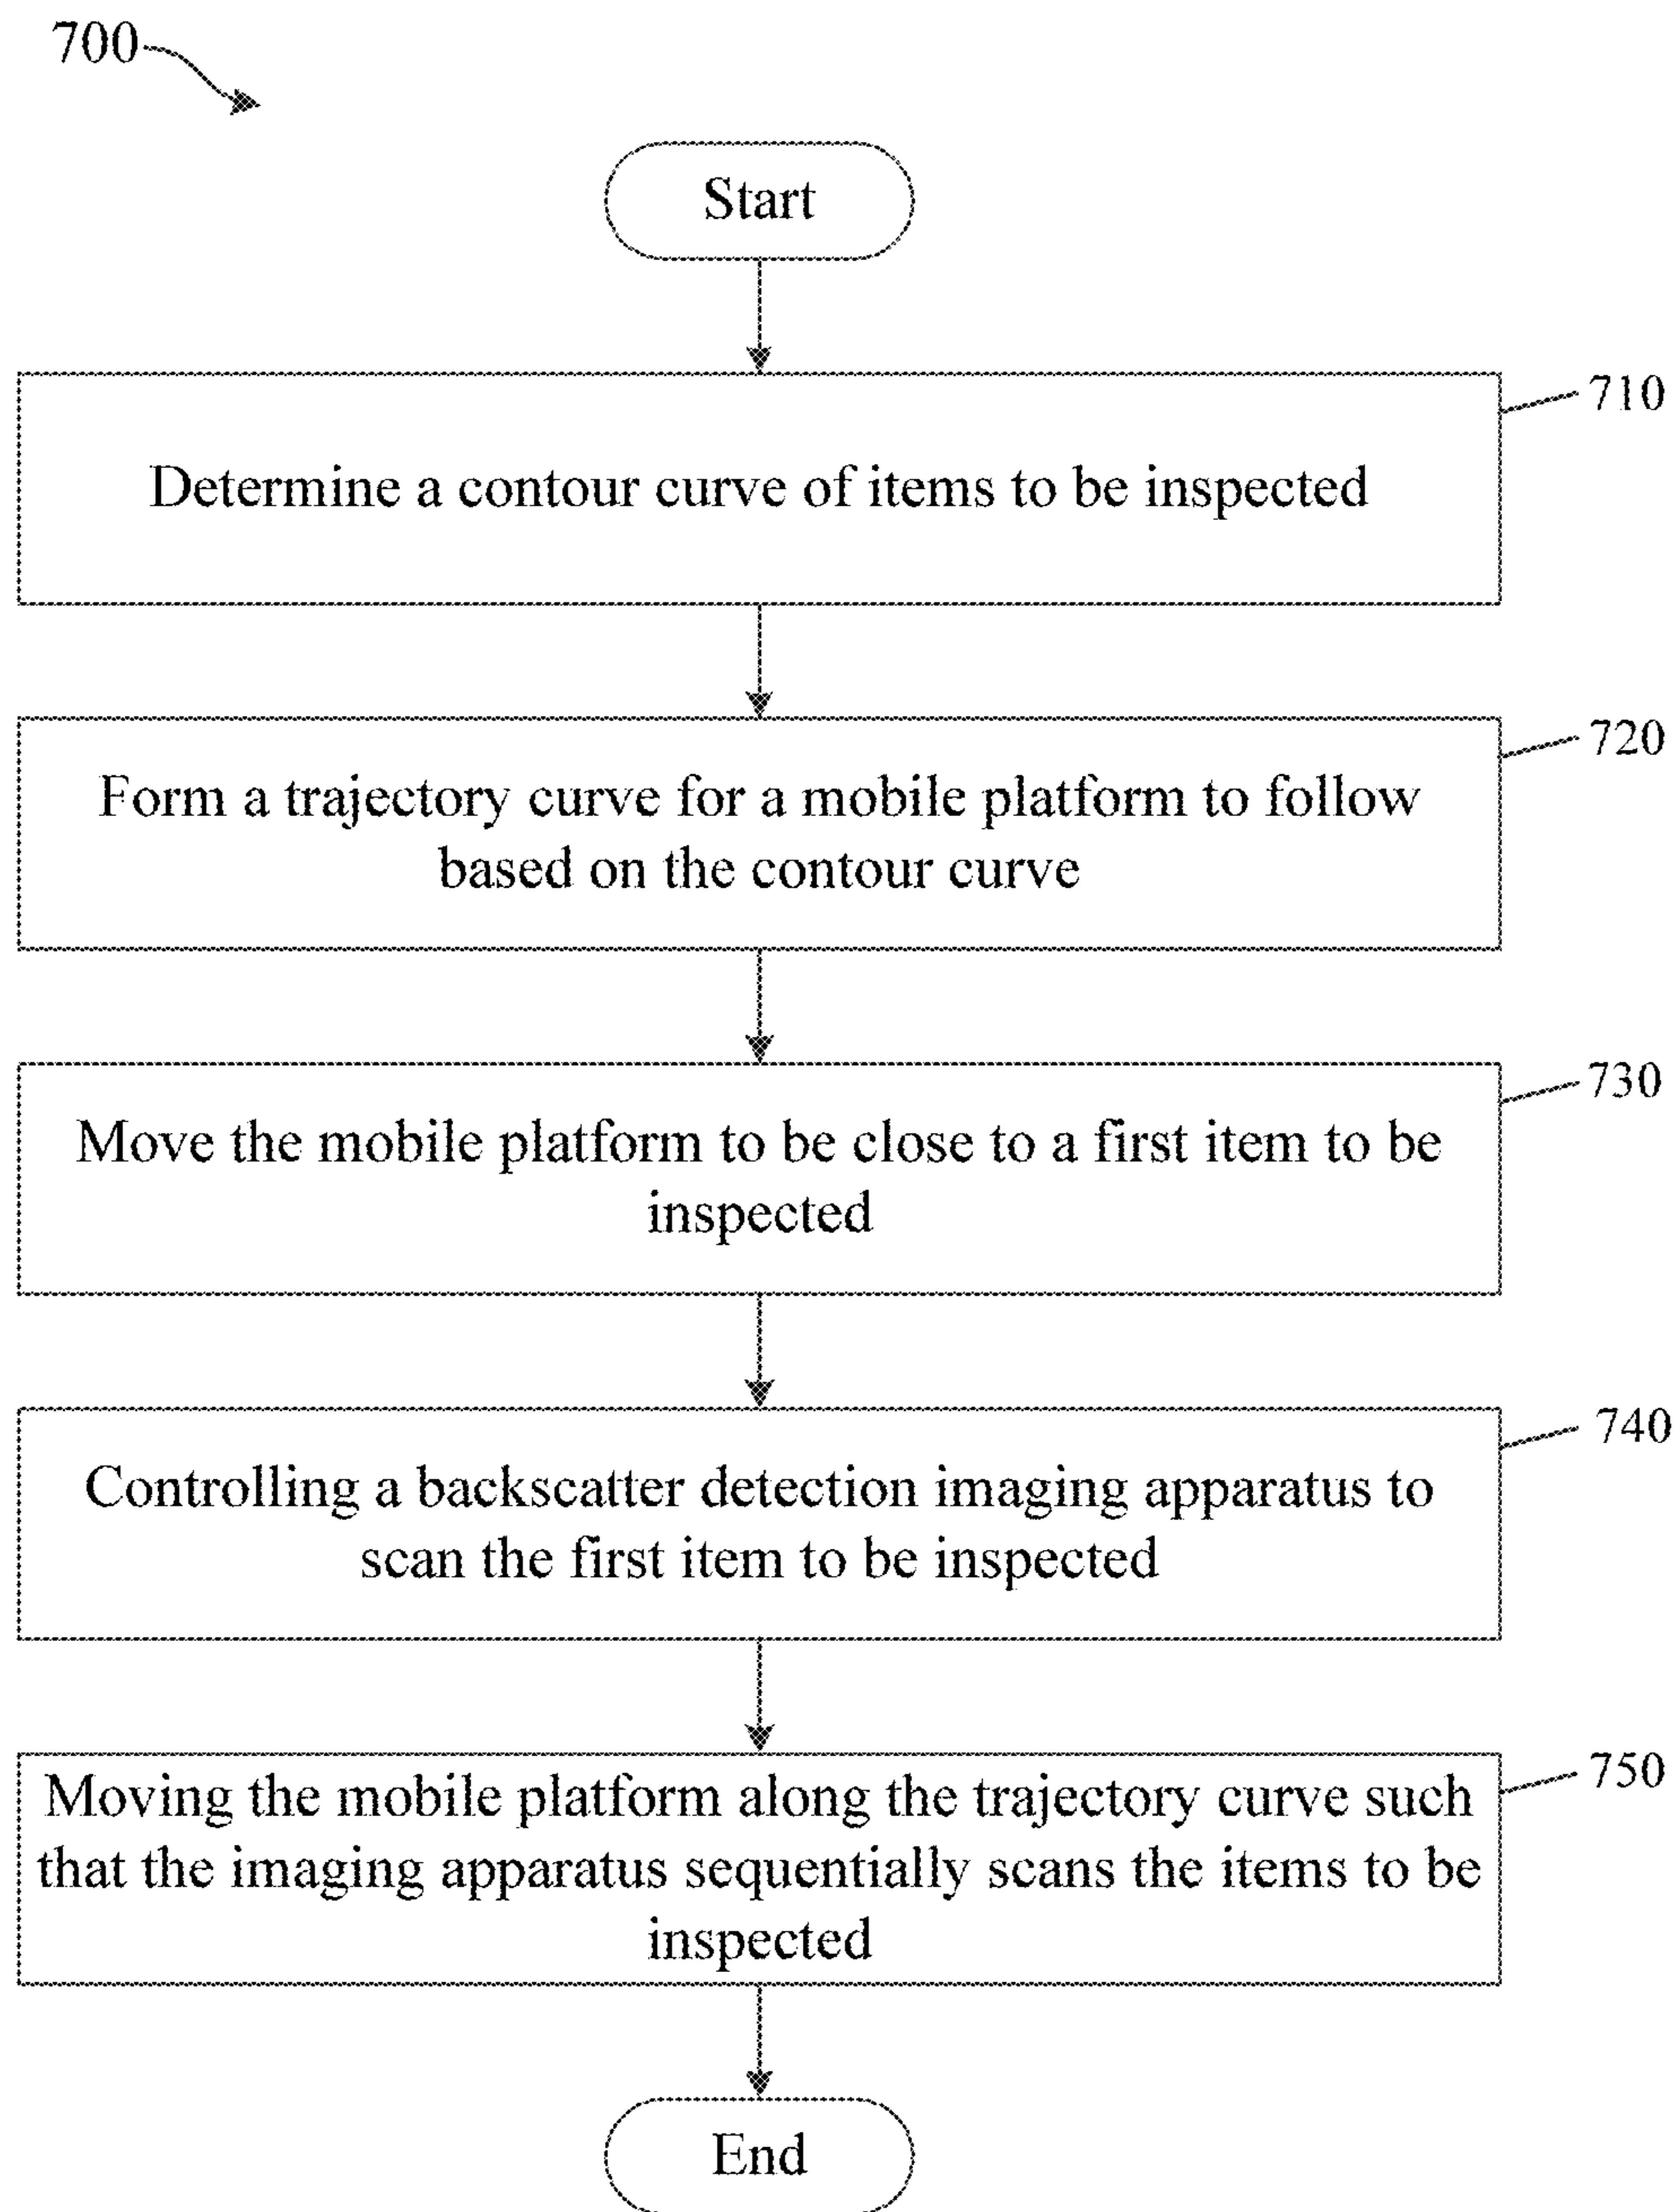 700
Start
710
Determine a contour curve of items to be inspected
720
Form a trajectory curve for a mobile platform to follow
based on the contour curve
730
Move the mobile platform to be close to a first item to be
inspected
740
Controlling a backscatter detection imaging apparatus to
scan the first item to be inspected
750
Moving the mobile platform along the trajectory curve such
that the imaging apparatus sequentially scans the items to be
inspected
End